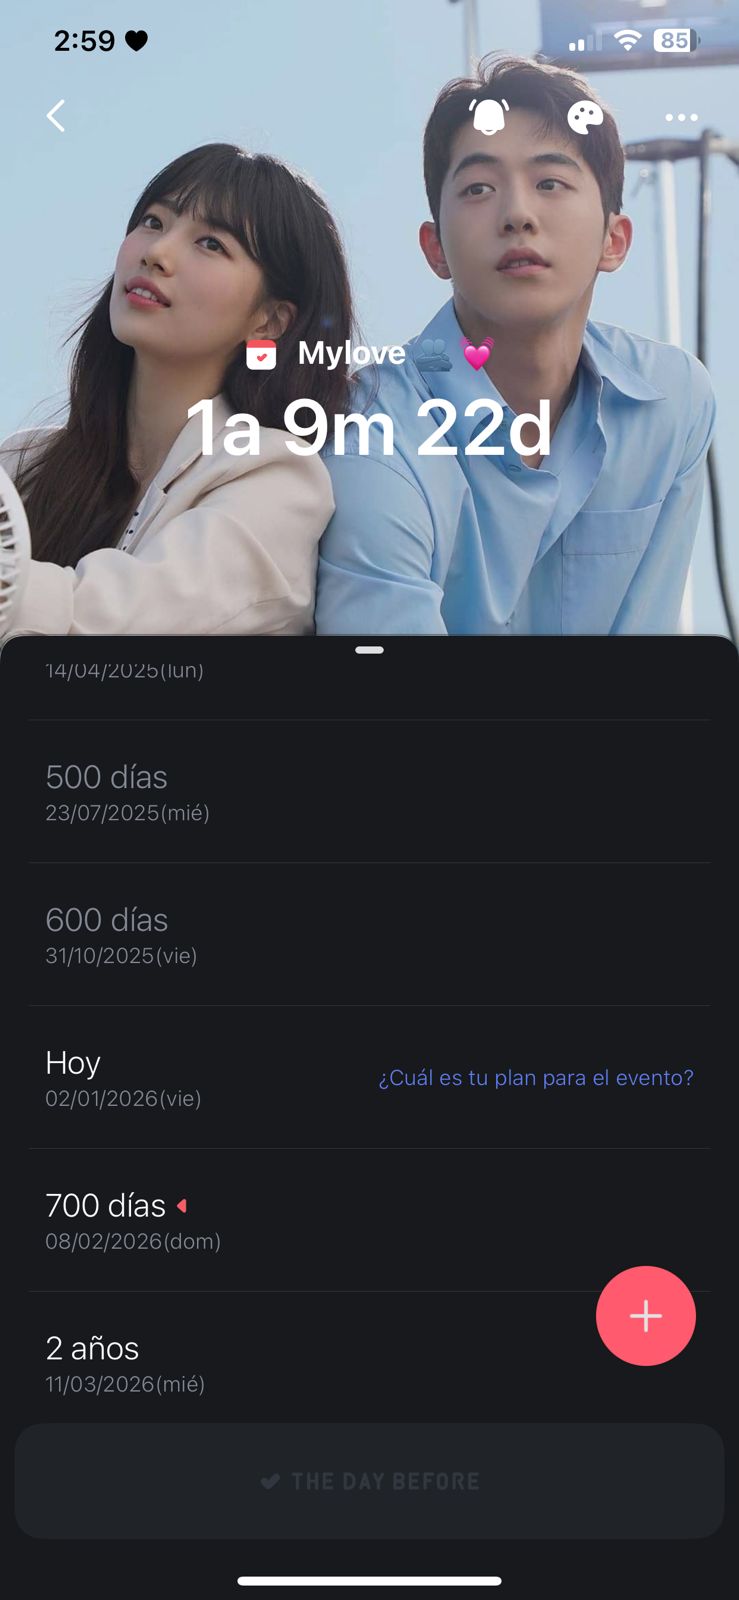 2:59
85
Mylove
1a 9m 22d
14/04/2025(lun)
500 días
23/07/2025(mié)
600 días
31/10/2025(vie)
Hoy
02/01/2026(vie)
¿Cuál es tu plan para el evento?
700 días
08/02/2026(dom)
2 años
11/03/2026(mié)
THE DAY BEFORE